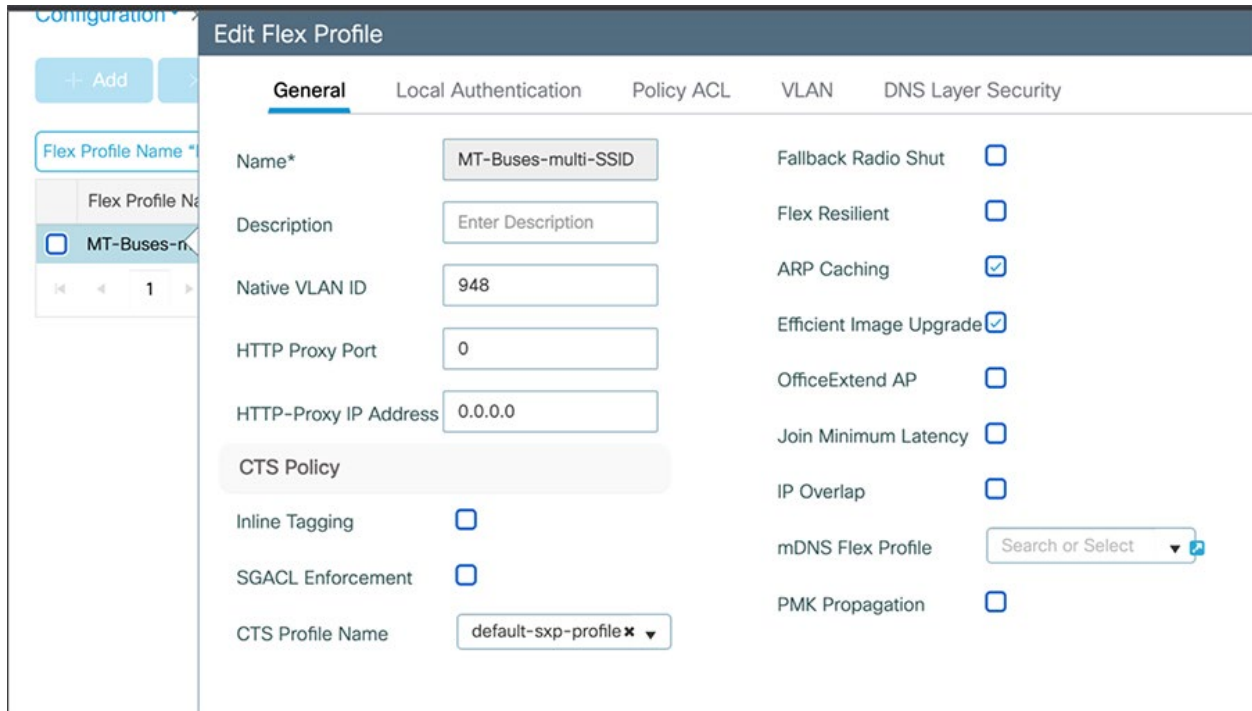 Configuration
Edit Flex Profile
Add
General Local Authentication Policy ACL VLAN DNS Layer Security
Flex Profile Name
Flex Profile Na
MT-Buses-m
1
Name* MT-Buses-multi-SSID
Description Enter Description
Native VLAN ID 948
HTTP Proxy Port 0
HTTP-Proxy IP Address 0.0.0.0
CTS Policy
Inline Tagging
SGACL Enforcement
CTS Profile Name default-sxp-profile
Fallback Radio Shut
Flex Resilient
ARP Caching
Efficient Image Upgrade
OfficeExtend AP
Join Minimum Latency
IP Overlap
mDNS Flex Profile Search or Select
PMK Propagation